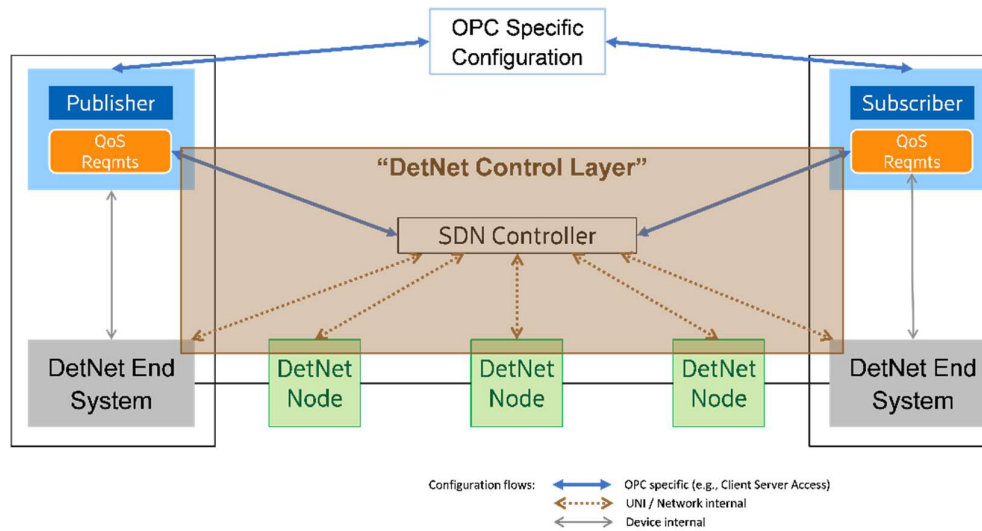 OPC Specific
Configuration
Publisher
Subscriber
QoS
Reqmts
QoS
Reqmts
“DetNet Control Layer”
SDN Controller
DetNet End
System
DetNet
Node
DetNet
Node
DetNet
Node
DetNet End
System
Configuration flows:
OPC specific (e.g., Client Server Access)
UNI / Network internal
Device internal